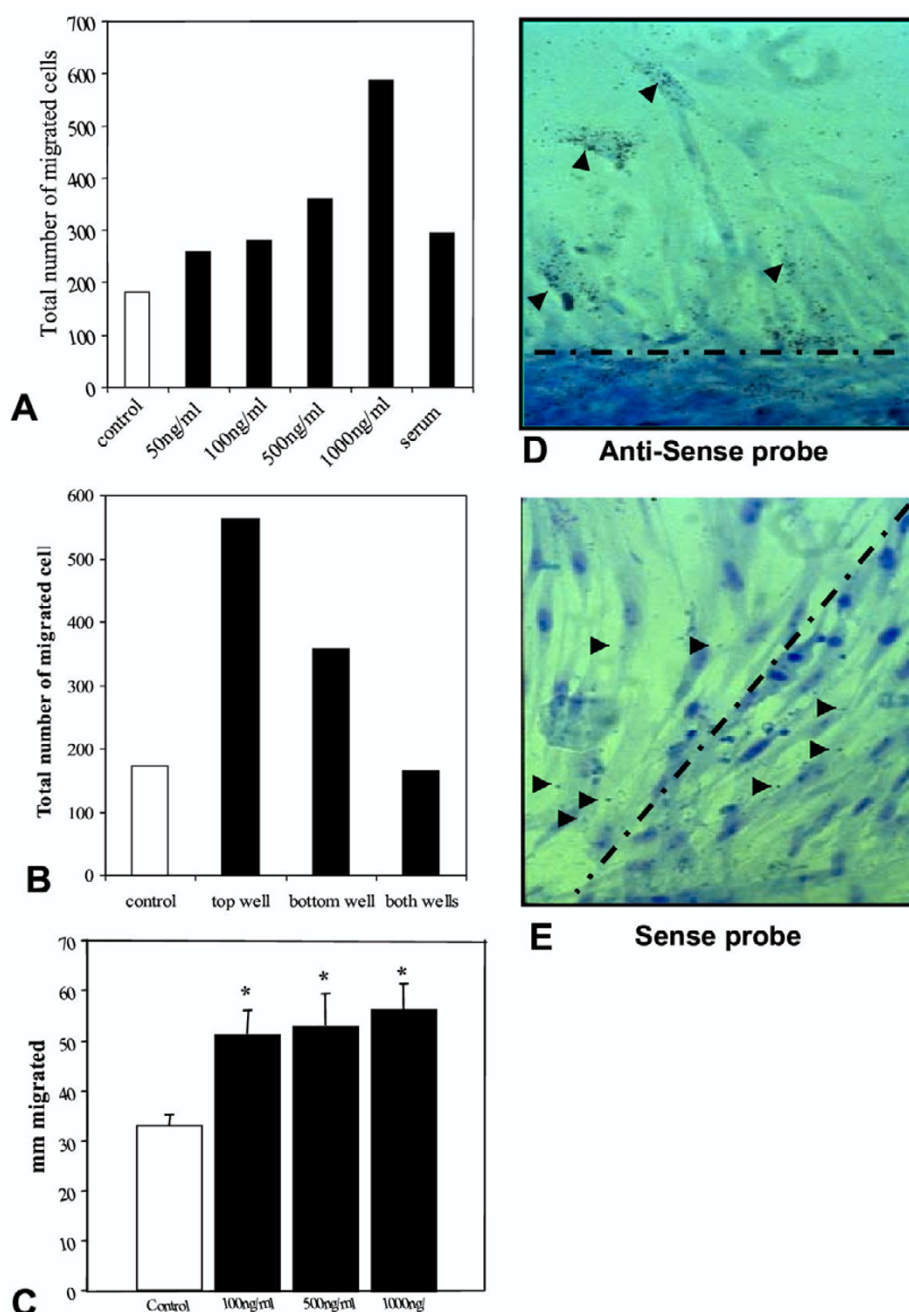 700
600
500
400
300
200
100
0
Total number of migrated cells
control
50ng/ml
100ng/ml
500ng/ml
1000ng/ml
serum
A
600
500
400
300
200
100
0
Total number of migrated cell
control top well bottom well both wells
B
70
60
50
40
30
20
10
0
mm migrated
* * *
Control 100ng/ml 500ng/ml 1000ng/
C
D Anti-Sense probe
E Sense probe